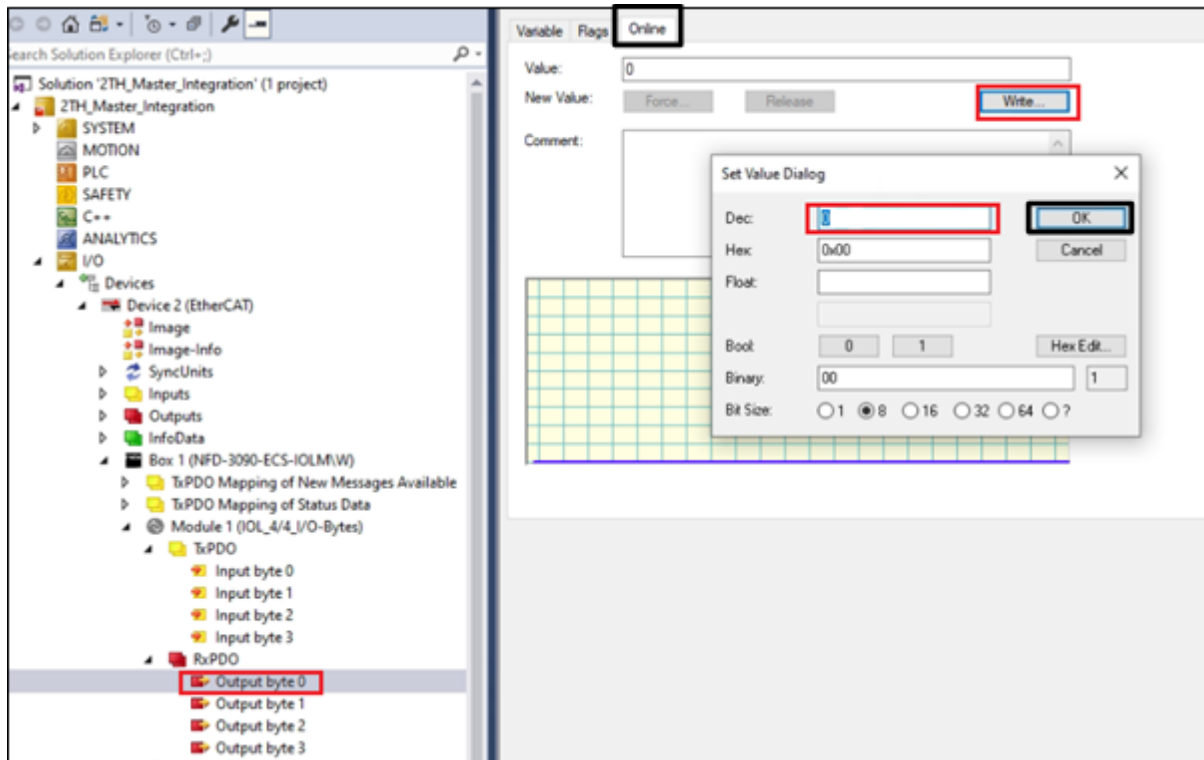 Search Solution Explorer (Ctrl+;)
Solution '2TH_Master_Integration' (1 project)
2TH_Master_Integration
SYSTEM
MOTION
PLC
SAFETY
C++
ANALYTICS
I/O
Devices
Device 2 (EtherCAT)
Image
Image-Info
SyncUnits
Inputs
Outputs
InfoData
Box 1 (NFD-3090-ECS-IOLM\W)
TxPDO Mapping of New Messages Available
TxPDO Mapping of Status Data
Module 1 (IOL_4/4_I/O-Bytes)
TxPDO
Input byte 0
Input byte 1
Input byte 2
Input byte 3
RxPDO
Output byte 0
Output byte 1
Output byte 2
Output byte 3
Variable Flags Online
Value: 0
New Value: Force... Release Write...
Comment:
Set Value Dialog
Dec: 0 OK
Hex: 0x00 Cancel
Float:
Bool: 0 1 Hex Edit...
Binary: 00 1
Bit Size: 1 8 16 32 64 ?